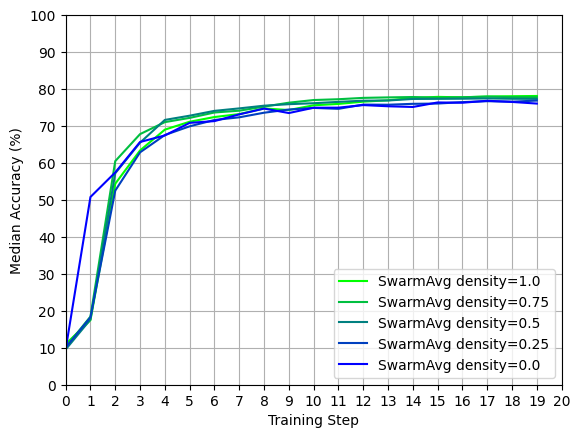 100
90
80
70
60
50
40
30
20
10
0
Median Accuracy (%)
SwarmAvg density=1.0
SwarmAvg density=0.75
SwarmAvg density=0.5
SwarmAvg density=0.25
SwarmAvg density=0.0
0 1 2 3 4 5 6 7 8 9 10 11 12 13 14 15 16 17 18 19 20
Training Step